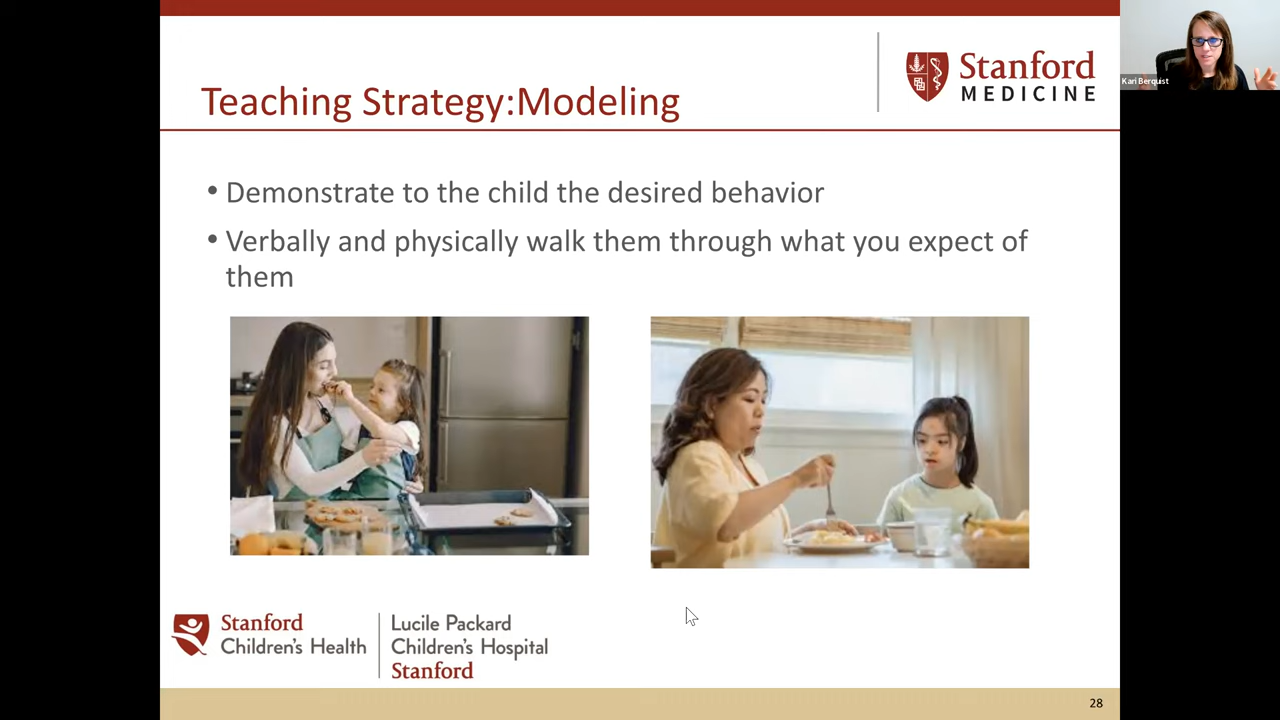 Teaching Strategy:Modeling
Stanford
MEDICINE
Kari Berquist
• Demonstrate to the child the desired behavior
• Verbally and physically walk them through what you expect of
them
Stanford
Children's Health
Lucile Packard
Children's Hospital
Stanford
28